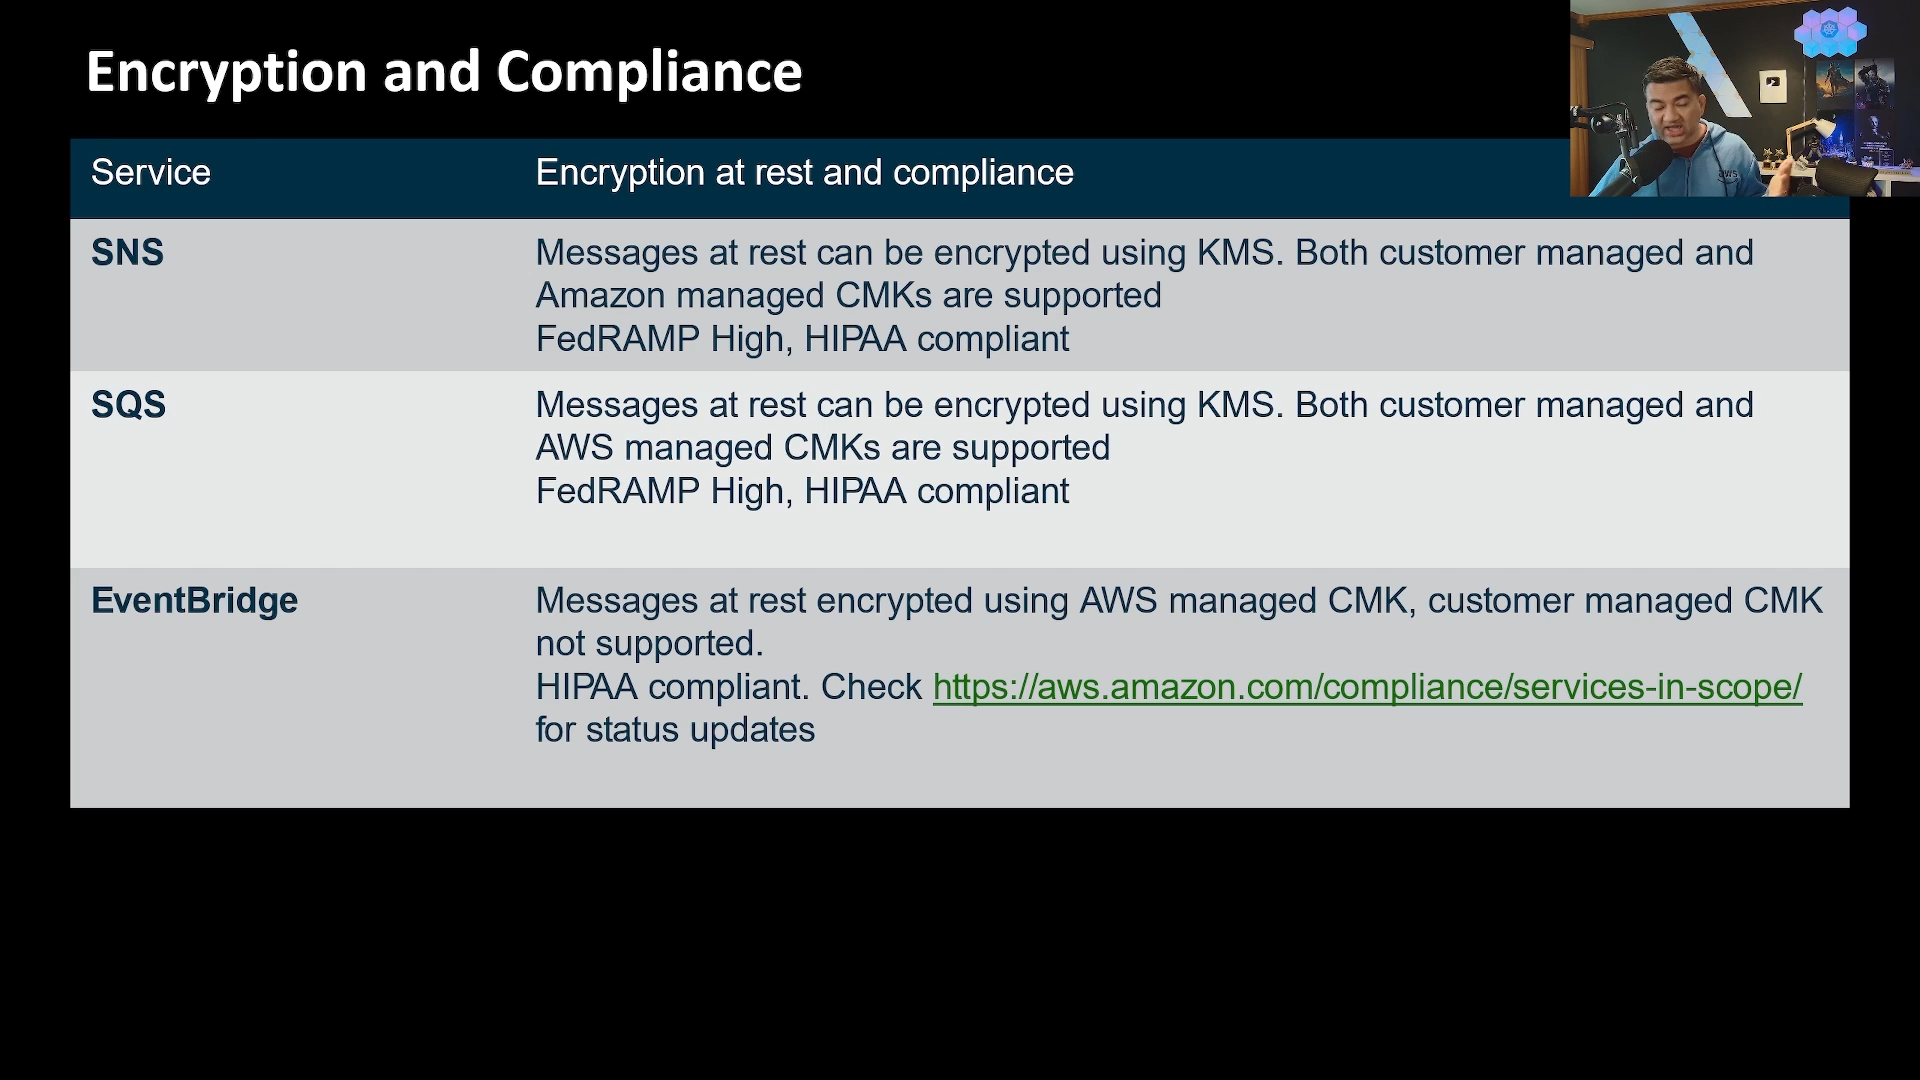 Encryption and Compliance
Service
Encryption at rest and compliance
SNS
Messages at rest can be encrypted using KMS. Both customer managed and
Amazon managed CMKs are supported
FedRAMP High, HIPAA compliant
SQS
Messages at rest can be encrypted using KMS. Both customer managed and
AWS managed CMKs are supported
FedRAMP High, HIPAA compliant
EventBridge
Messages at rest encrypted using AWS managed CMK, customer managed CMK
not supported.
HIPAA compliant. Check https://aws.amazon.com/compliance/services-in-scope/
for status updates
aws